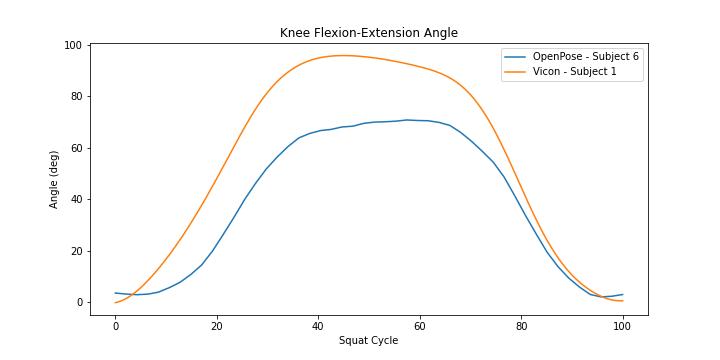 Knee Flexion-Extension Angle
OpenPose - Subject 6
Vicon - Subject 1
Angle (deg)
100
80
60
40
20
0
0 20 40 60 80 100
Squat Cycle